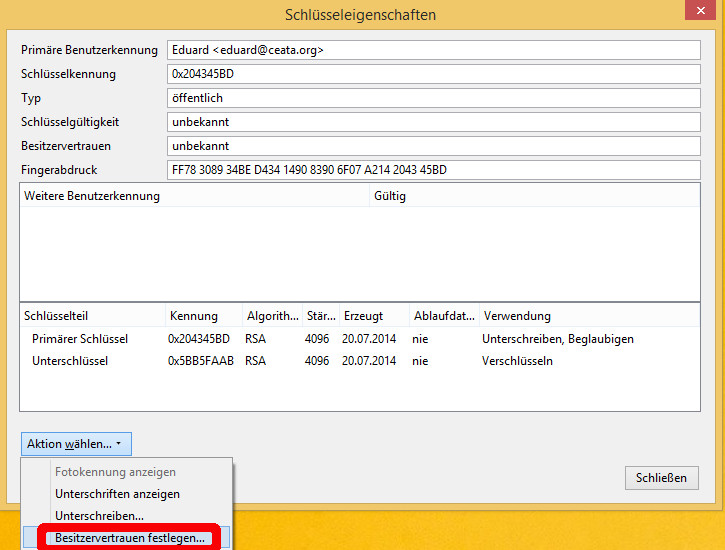 Schlüsseleigenschaften
Primäre Benutzerkennung Eduard <eduard@ceata.org>
Schlüsselkennung 0x204345BD
Typ öffentlich
Schlüsselgültigkeit unbekannt
Besitzervertrauen unbekannt
Fingerabdruck FF78 3089 34BE D434 1490 8390 6F07 A214 2043 45BD
Weitere Benutzerkennung Gültig
Schlüsselteil Kennung Algorith... Stär... Erzeugt Ablaufdat... Verwendung
Primärer Schlüssel 0x204345BD RSA 4096 20.07.2014 nie Unterschreiben, Beglaubigen
Unterschlüssel 0x5BB5FAAB RSA 4096 20.07.2014 nie Verschlüsseln
Aktion wählen...
Fotokennung anzeigen
Unterschriften anzeigen
Schließen
Unterschreiben...
Besitzervertrauen festlegen...